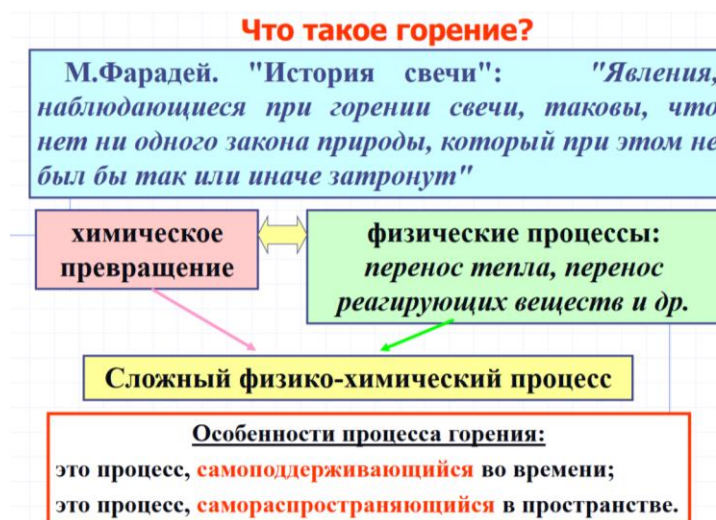 Что такое горение?
М.Фарадей. "История свечи": "Явления,
наблюдающиеся при горении свечи, таковы, что
нет ни одного закона природы, который при этом не
был бы так или иначе затронут"
химическое
превращение
физические процессы:
перенос тепла, перенос
реагирующих веществ и др.
Сложный физико-химический процесс
Особенности процесса горения:
это процесс, самоподдерживающийся во времени;
это процесс, самораспространяющийся в пространстве.